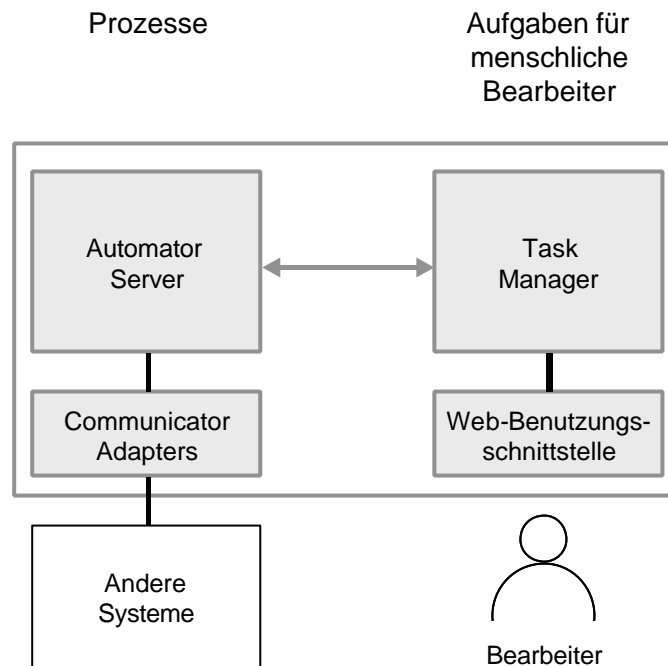 Prozesse
Aufgaben für
menschliche
Bearbeiter
Automator
Server
Task
Manager
Communicator
Adapters
Web-Benutzungs-
schnittstelle
Andere
Systeme
Bearbeiter